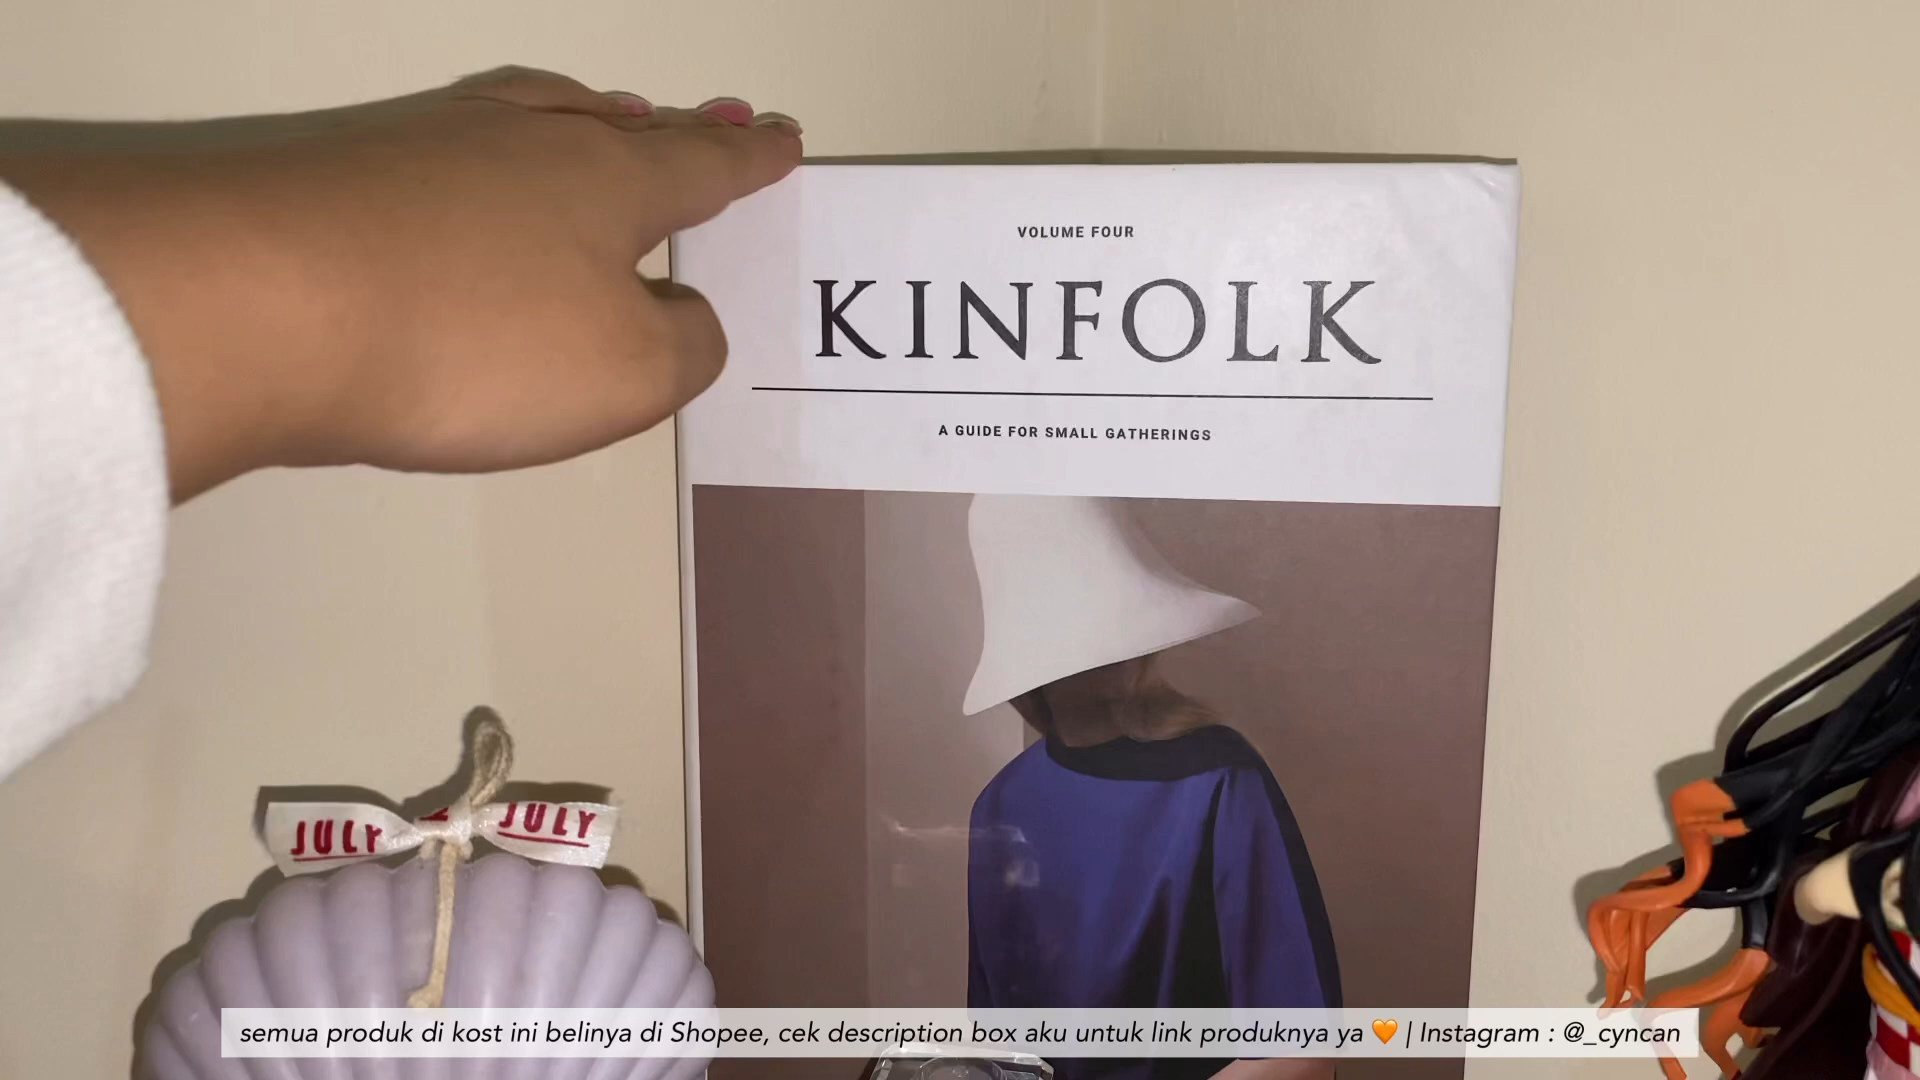 VOLUME FOUR
KINFOLK
A GUIDE FOR SMALL GATHERINGS
JULY JULY
semua produk di kost ini belinya di Shopee, cek description box aku untuk link produknya ya 🧡 | Instagram : @_cyncan